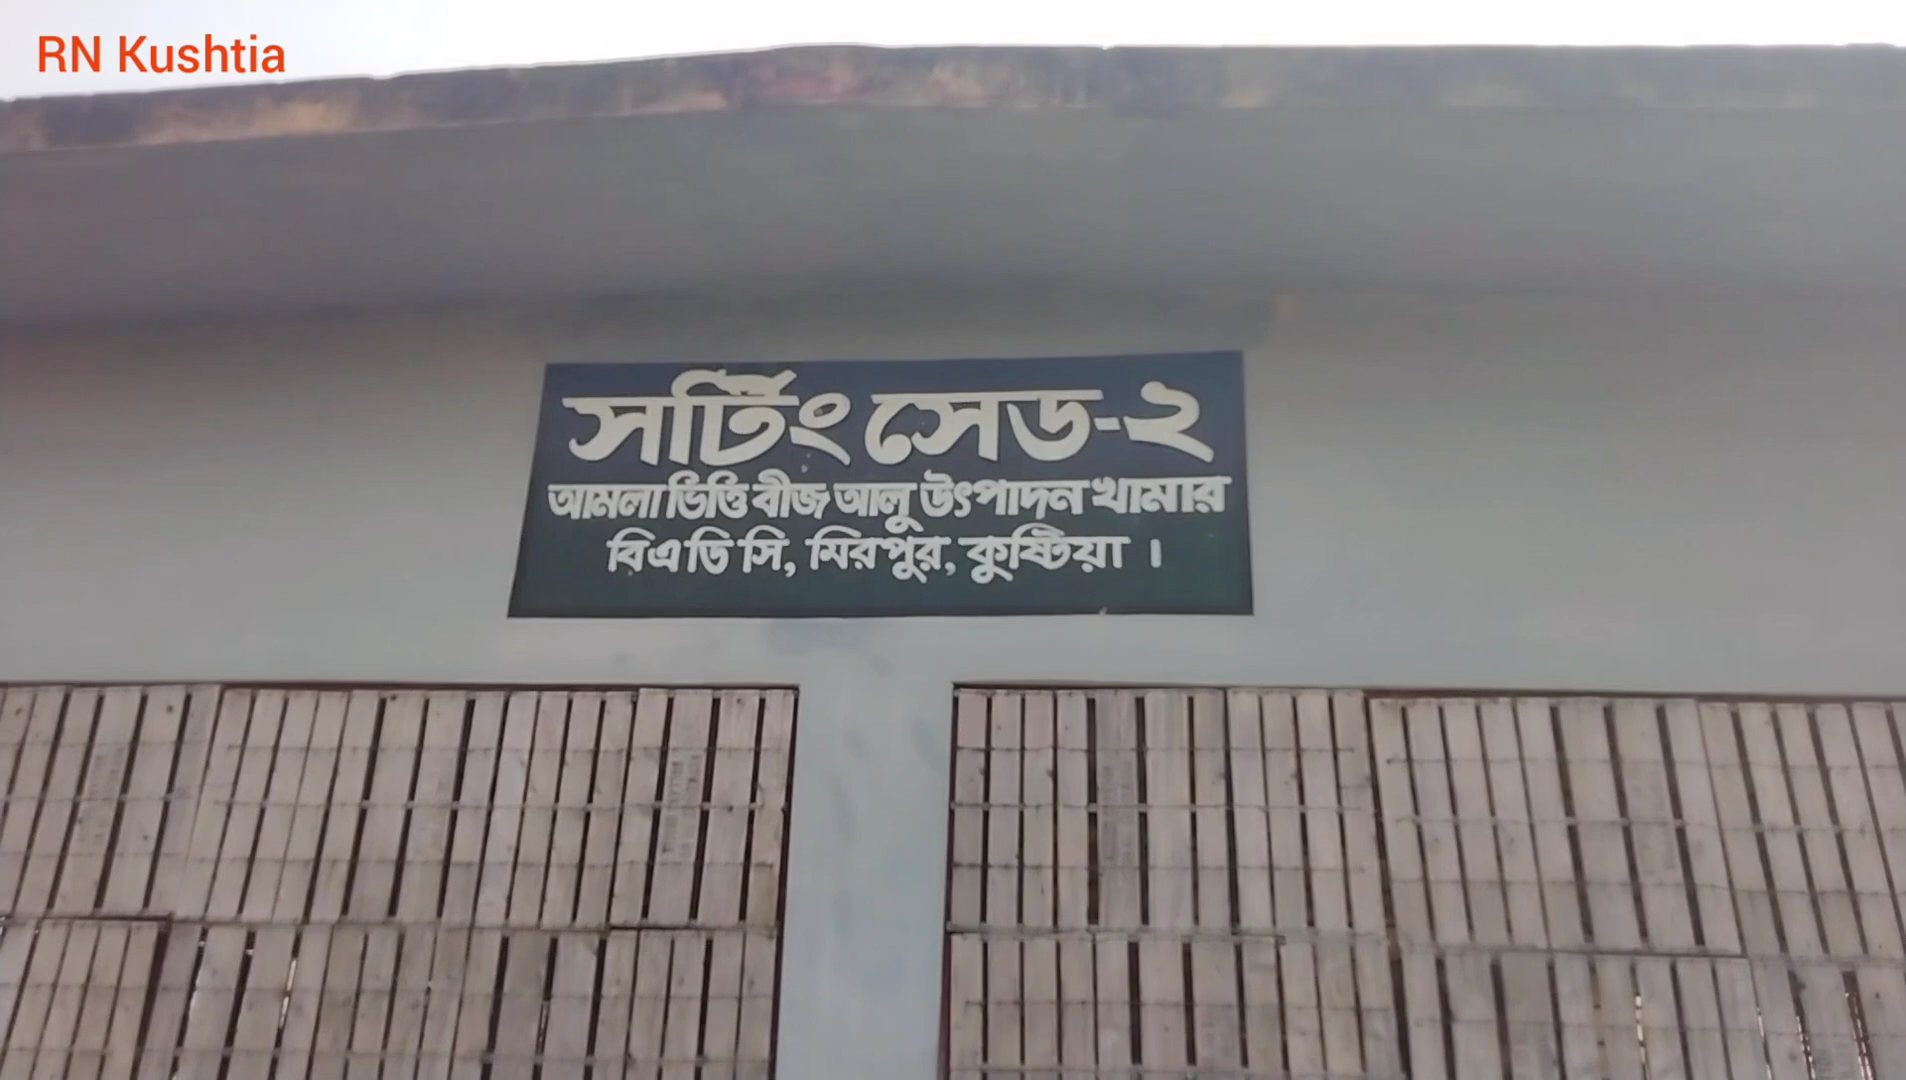 RN Kushtia
সর্টিং সেড-২
আমলা ভিত্তি বীজ আলু উৎপাদন খামার
বিএডিসি, মিরপুর, কুষ্টিয়া ।